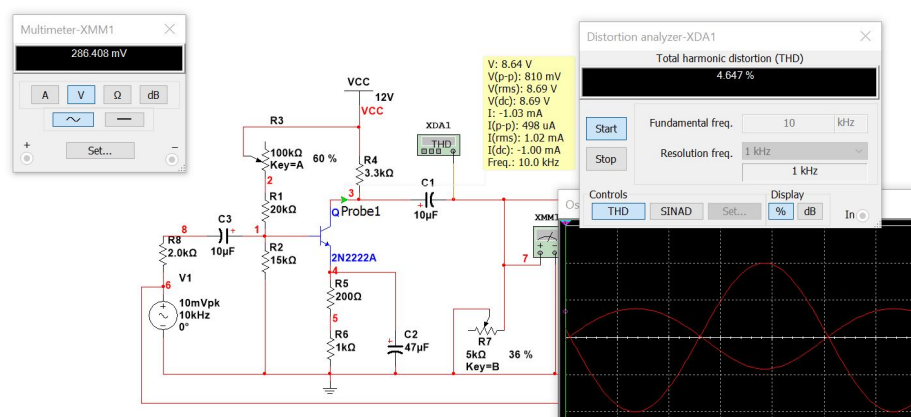 Multimeter-XMM1
286.408 mV
A
V
Ω
dB
+
Set...
−
VCC
12V
VCC
R3
100kΩ
Key=A
60 %
2
R1
20kΩ
R4
3.3kΩ
3
Q
Probe1
2N2222A
4
XDA1
THD
C1
+
10µF
V: 8.64 V
V(p-p): 810 mV
V(rms): 8.69 V
V(dc): 8.69 V
I: -1.03 mA
I(p-p): 498 uA
I(rms): 1.02 mA
I(dc): -1.00 mA
Freq.: 10.0 kHz
8
C3
+
10µF
1
R8
2.0kΩ
R2
15kΩ
6
V1
10mVpk
10kHz
0°
R5
200Ω
5
R6
1kΩ
+
C2
47µF
XMM1
7
R7
5kΩ
Key=B
36 %
Distortion analyzer-XDA1
Total harmonic distortion (THD)
4.647 %
Start
Stop
Fundamental freq.
10
kHz
Resolution freq.
1 kHz
1 kHz
Controls
THD
SINAD
Set...
Display
%
dB
In
Os